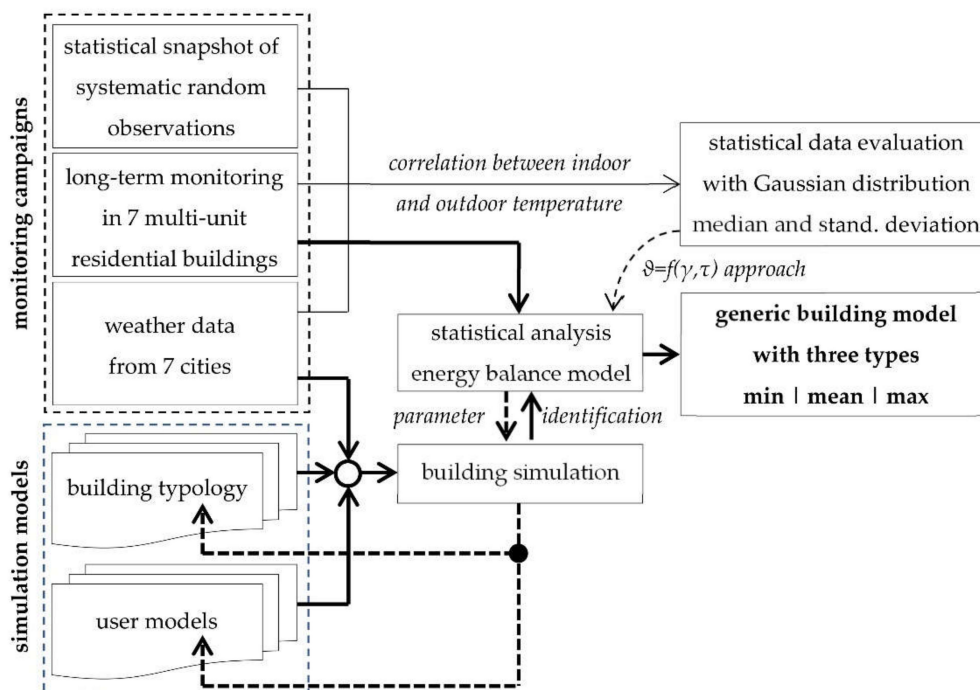 monitoring campaigns
statistical snapshot of
systematic random
observations
long-term monitoring
in 7 multi-unit
residential buildings
weather data
from 7 cities
correlation between indoor
and outdoor temperature
statistical data evaluation
with Gaussian distribution
median and stand. deviation
ϑ=f(γ,τ) approach
statistical analysis
energy balance model
generic building model
with three types
min | mean | max
parameter
identification
building simulation
simulation models
building typology
user models